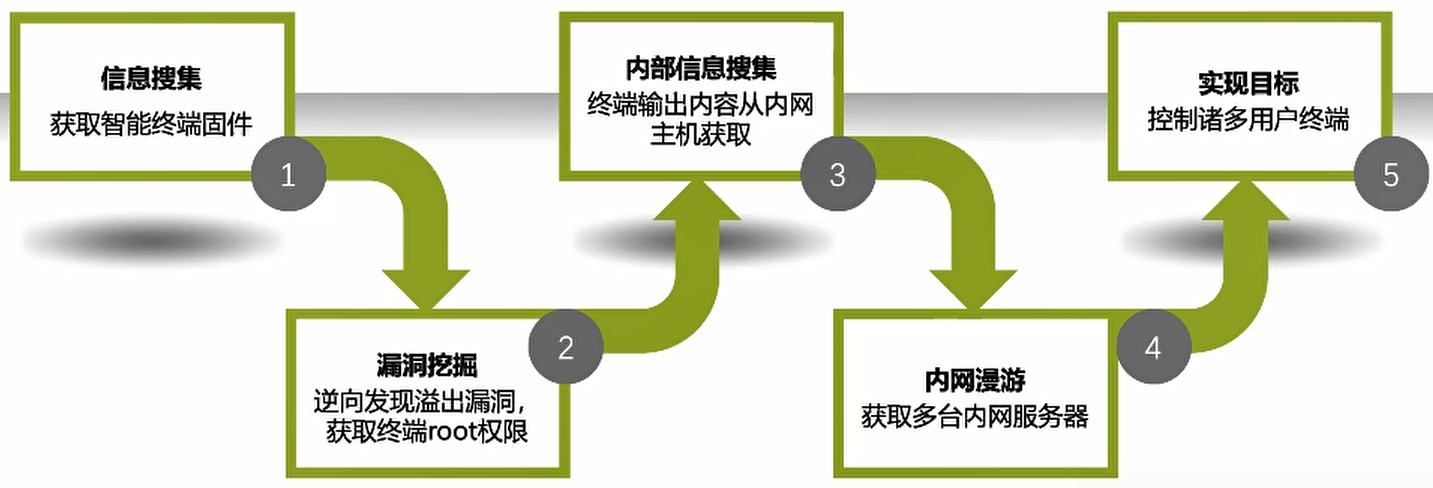 信息搜集
获取智能终端固件
1
漏洞挖掘
逆向发现溢出漏洞，
获取终端root权限
2
内部信息搜集
终端输出内容从内网
主机获取
3
内网漫游
获取多台内网服务器
4
实现目标
控制诸多用户终端
5